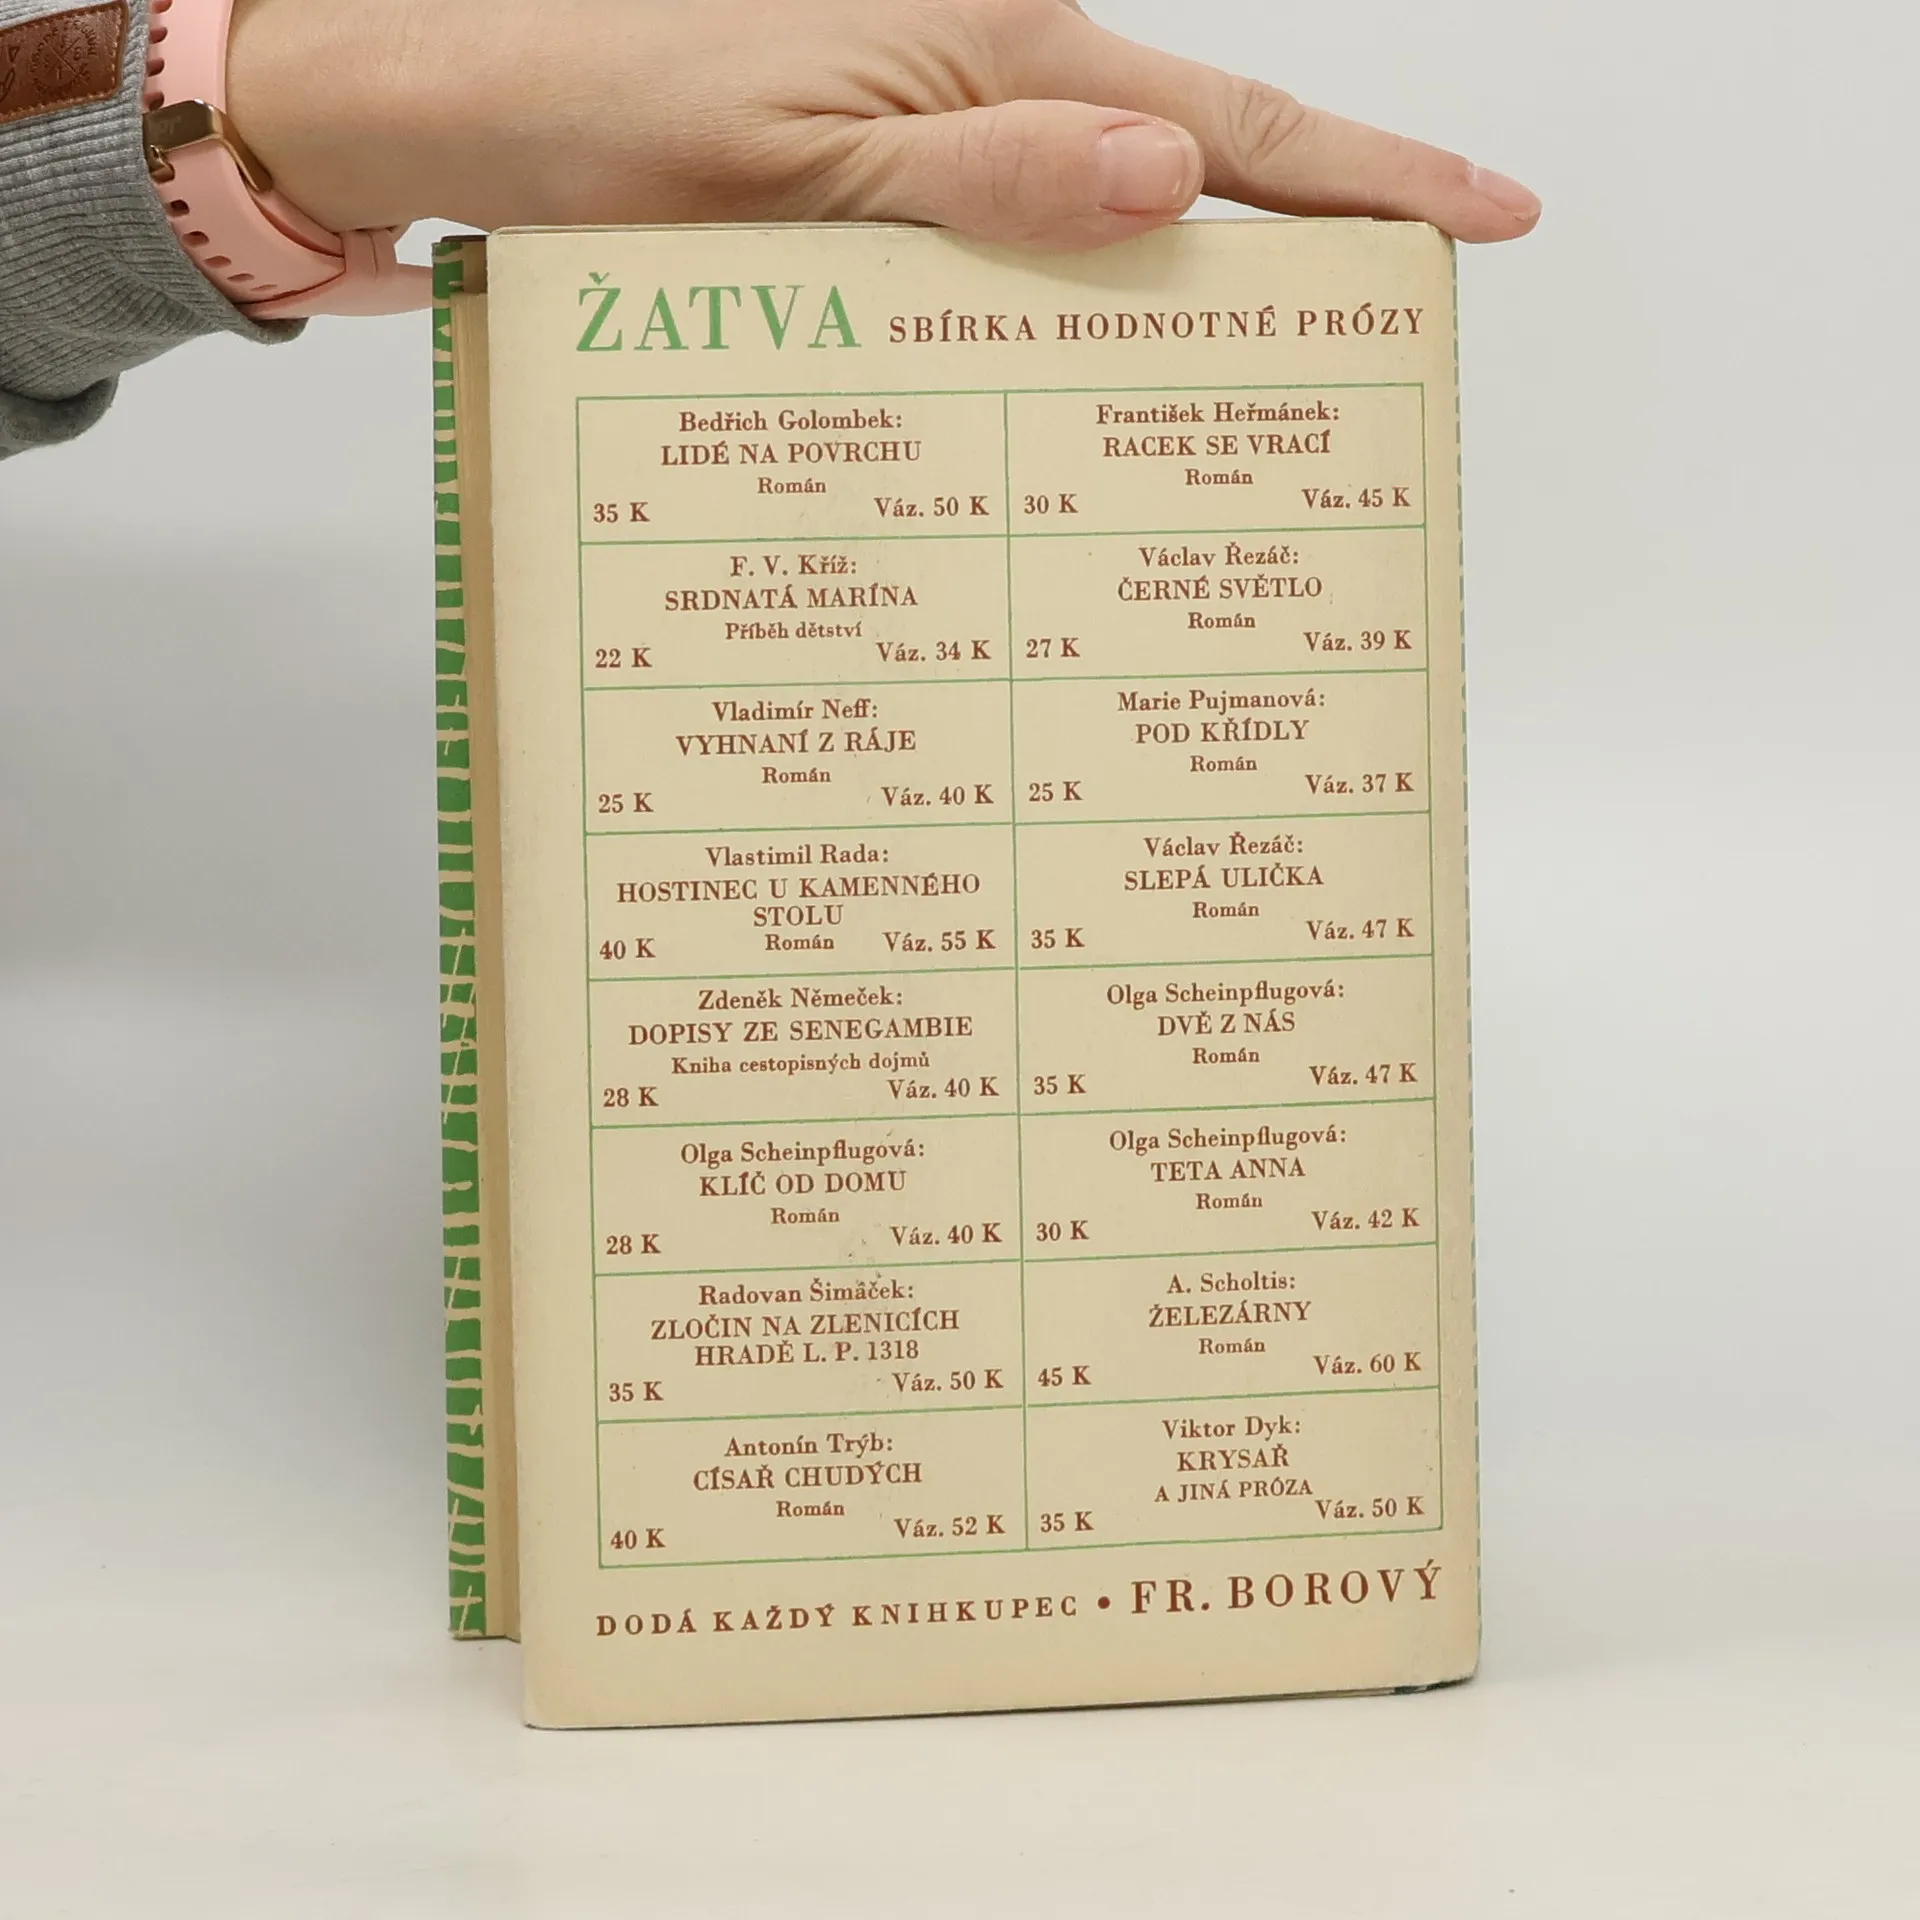 ŽATVA SBÍRKA HODNOTNÉ PRÓZY
Bedřich Golombek:
LIDÉ NA POVRCHU
Román
35 K Váz. 50 K
František Heřmánek:
RACEK SE VRACÍ
Román
30 K Váz. 45 K
F. V. Kříž:
SRDNATÁ MARÍNA
Příběh dětství
22 K Váz. 34 K
Václav Řezáč:
ČERNÉ SVĚTLO
Román
27 K Váz. 39 K
Vladimír Neff:
VYHNANÍ Z RÁJE
Román
25 K Váz. 40 K
Marie Pujmanová:
POD KŘÍDLY
Román
25 K Váz. 37 K
Vlastimil Rada:
HOSTINEC U KAMENNÉHO
STOLU
40 K Román Váz. 55 K
Václav Řezáč:
SLEPÁ ULIČKA
Román
35 K Váz. 47 K
Zdeněk Němeček:
DOPISY ZE SENEGAMBIE
Kniha cestopisných dojmů
28 K Váz. 40 K
Olga Scheinpflugová:
DVĚ Z NÁS
Román
35 K Váz. 47 K
Olga Scheinpflugová:
KLÍČ OD DOMU
Román
28 K Váz. 40 K
Olga Scheinpflugová:
TETA ANNA
Román
30 K Váz. 42 K
Radovan Šimáček:
ZLOČIN NA ZLENICÍCH
HRADĚ L. P. 1318
35 K Váz. 50 K
A. Scholtis:
ŽELEZÁRNY
Román
45 K Váz. 60 K
Antonín Trýb:
CÍSAŘ CHUDÝCH
Román
40 K Váz. 52 K
Viktor Dyk:
KRYSAŘ
A JINÁ PRÓZA
35 K Váz. 50 K
DODÁ KAŽDÝ KNIHKUPEC • FR. BOROVÝ